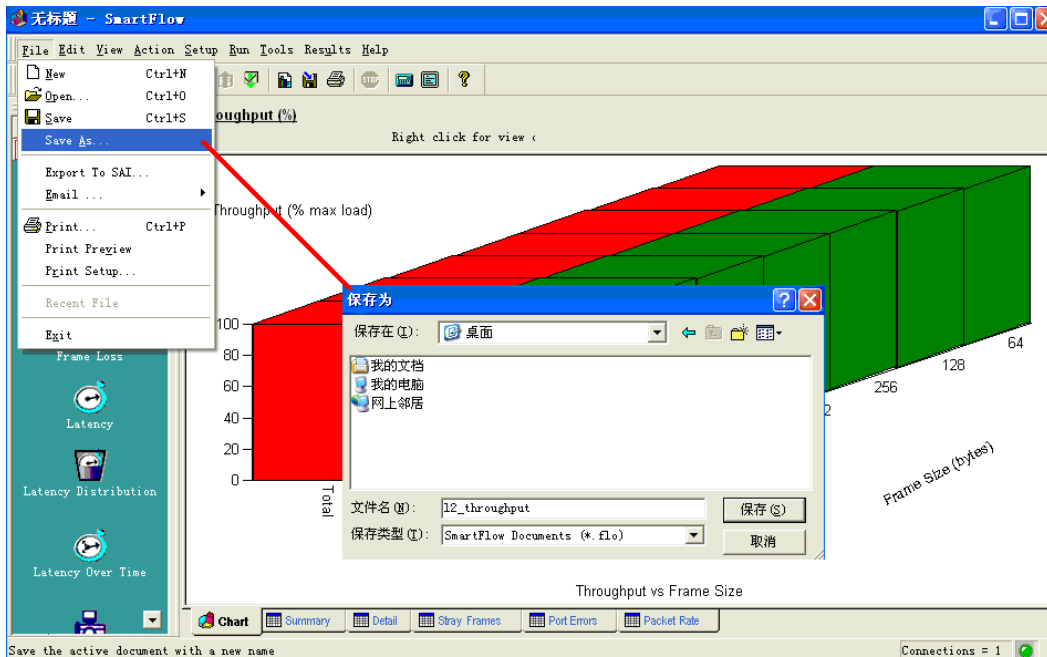 无标题 - SmartFlow
File Edit View Action Setup Run Tools Results Help
New Ctrl+N
Open... Ctrl+O
Save Ctrl+S
Save As...
Export To SAI...
Email ...
Print... Ctrl+P
Print Preview
Print Setup...
Recent File
Exit
STOP
oughput (%)
Right click for view
Throughput (% max load)
100
80
60
40
20
0
Total
64
128
256
2
Frame Size (bytes)
Throughput vs Frame Size
保存为
保存在(I): 桌面
我的文档
我的电脑
网上邻居
文件名(N): l2_throughput 保存(S)
保存类型(T): SmartFlow Documents (*.flo) 取消
Frame Loss
Latency
Latency Distribution
Latency Over Time
Chart Summary Detail Stray Frames Port Errors Packet Rate
Save the active document with a new name Connections = 1